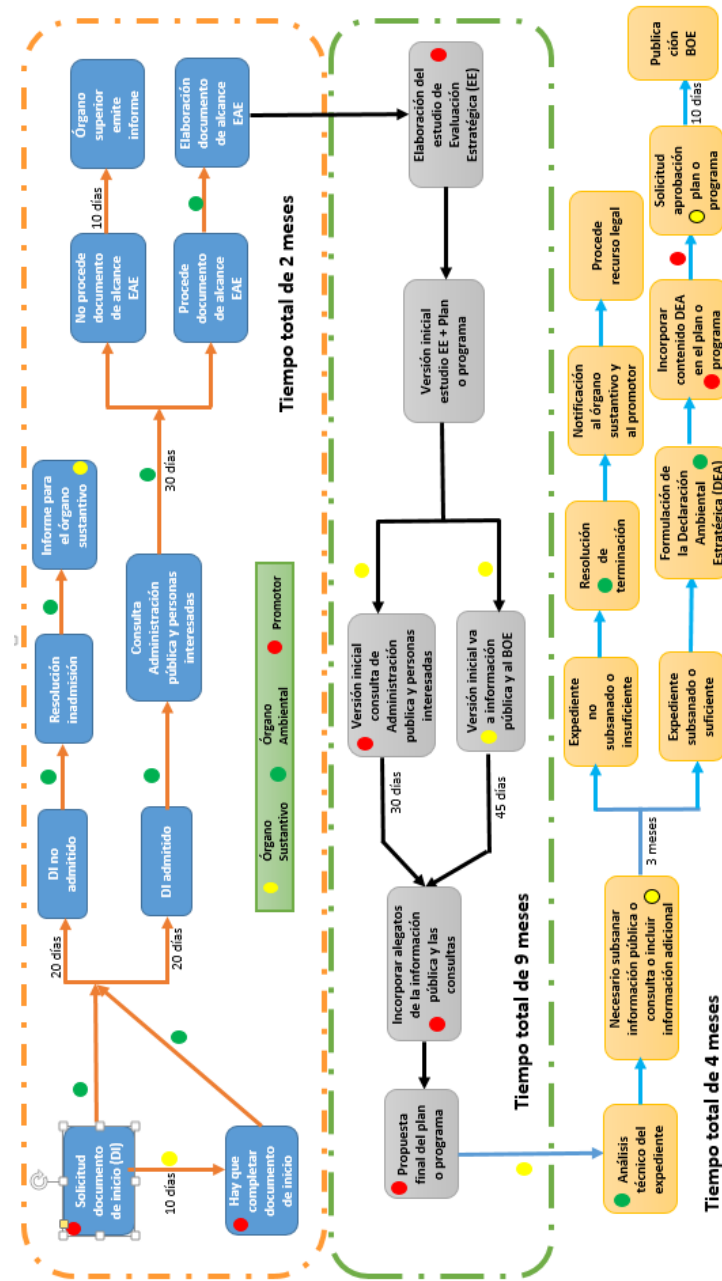 Solicitud
documento
de inicio (DI)
10 días
Hay que
completar
documento
de inicio
20 días
20 días
DI no
admitido
DI admitido
Resolución
inadmisión
Informe para
el órgano
sustantivo
Consulta
Administración
pública y personas
interesadas
30 días
No procede
documento
de alcance
EAE
10 días
Órgano
superior
emite
informe
Procede
documento
de alcance
EAE
Elaboración
documento
de alcance
EAE
Tiempo total de 2 meses
Órgano
sustantivo
Órgano
Ambiental
Promotor
Elaboración del
estudio de
Evaluación
Estratégica (EE)
Versión inicial
estudio EE + Plan
o programa
Versión inicial
consulta de
Administración
publica y personas
interesadas
30 días
Versión inicial va
a información
pública y al BOE
45 días
Incorporar alegatos
de la información
pública y las
consultas
Propuesta
final del plan
o programa
Tiempo total de 9 meses
Análisis
técnico del
expediente
Necesario subsanar
información pública o
consulta o incluir
información adicional
3 meses
Expediente
no
subsanado o
insuficiente
Resolución
de
terminación
Notificación
al órgano
sustantivo y
al promotor
Procede
recurso legal
Expediente
subsanado o
suficiente
Formulación de
la Declaración
Ambiental
Estratégica (DEA)
Incorporar
contenido DEA
en el plan o
programa
Solicitud
aprobación
plan o
programa
10 días
Publica
ción
BOE
Tiempo total de 4 meses